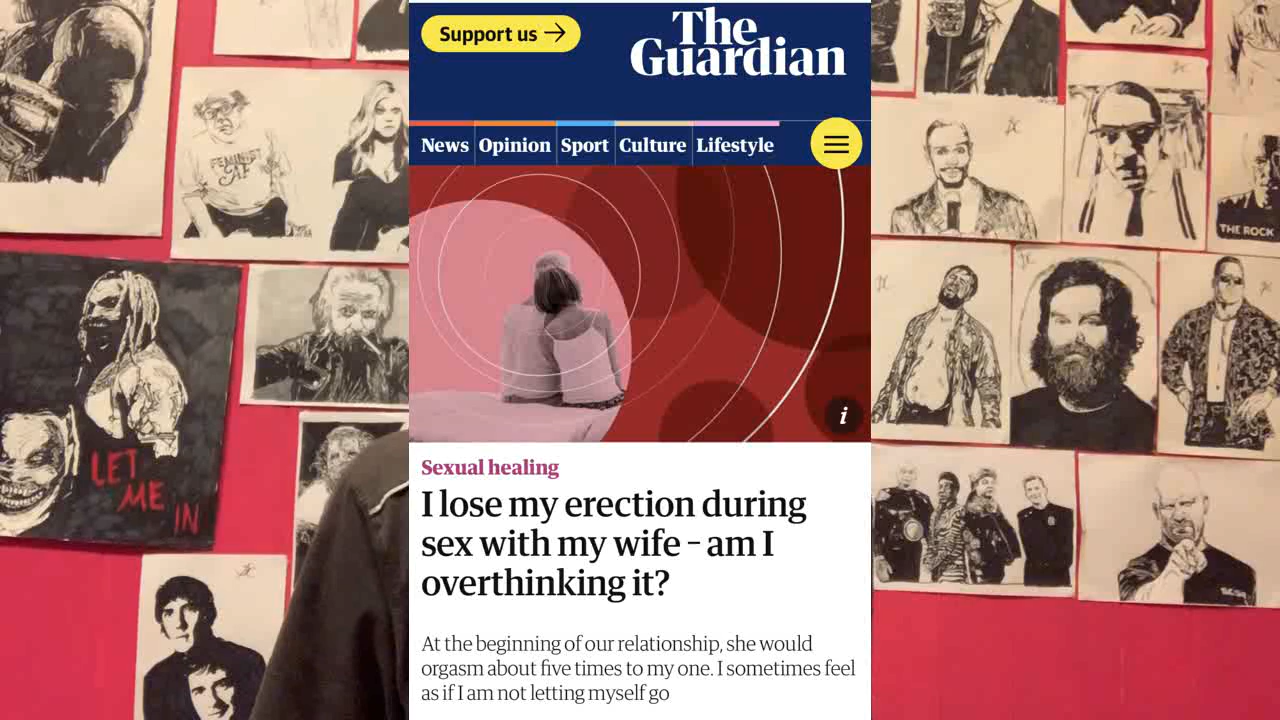 Support us →
The
Guardian
News
Opinion
Sport
Culture
Lifestyle
i
Sexual healing
I lose my erection during
sex with my wife – am I
overthinking it?
At the beginning of our relationship, she would
orgasm about five times to my one. I sometimes feel
as if I am not letting myself go
FEMINIST
LET
ME
IN
THE ROCK